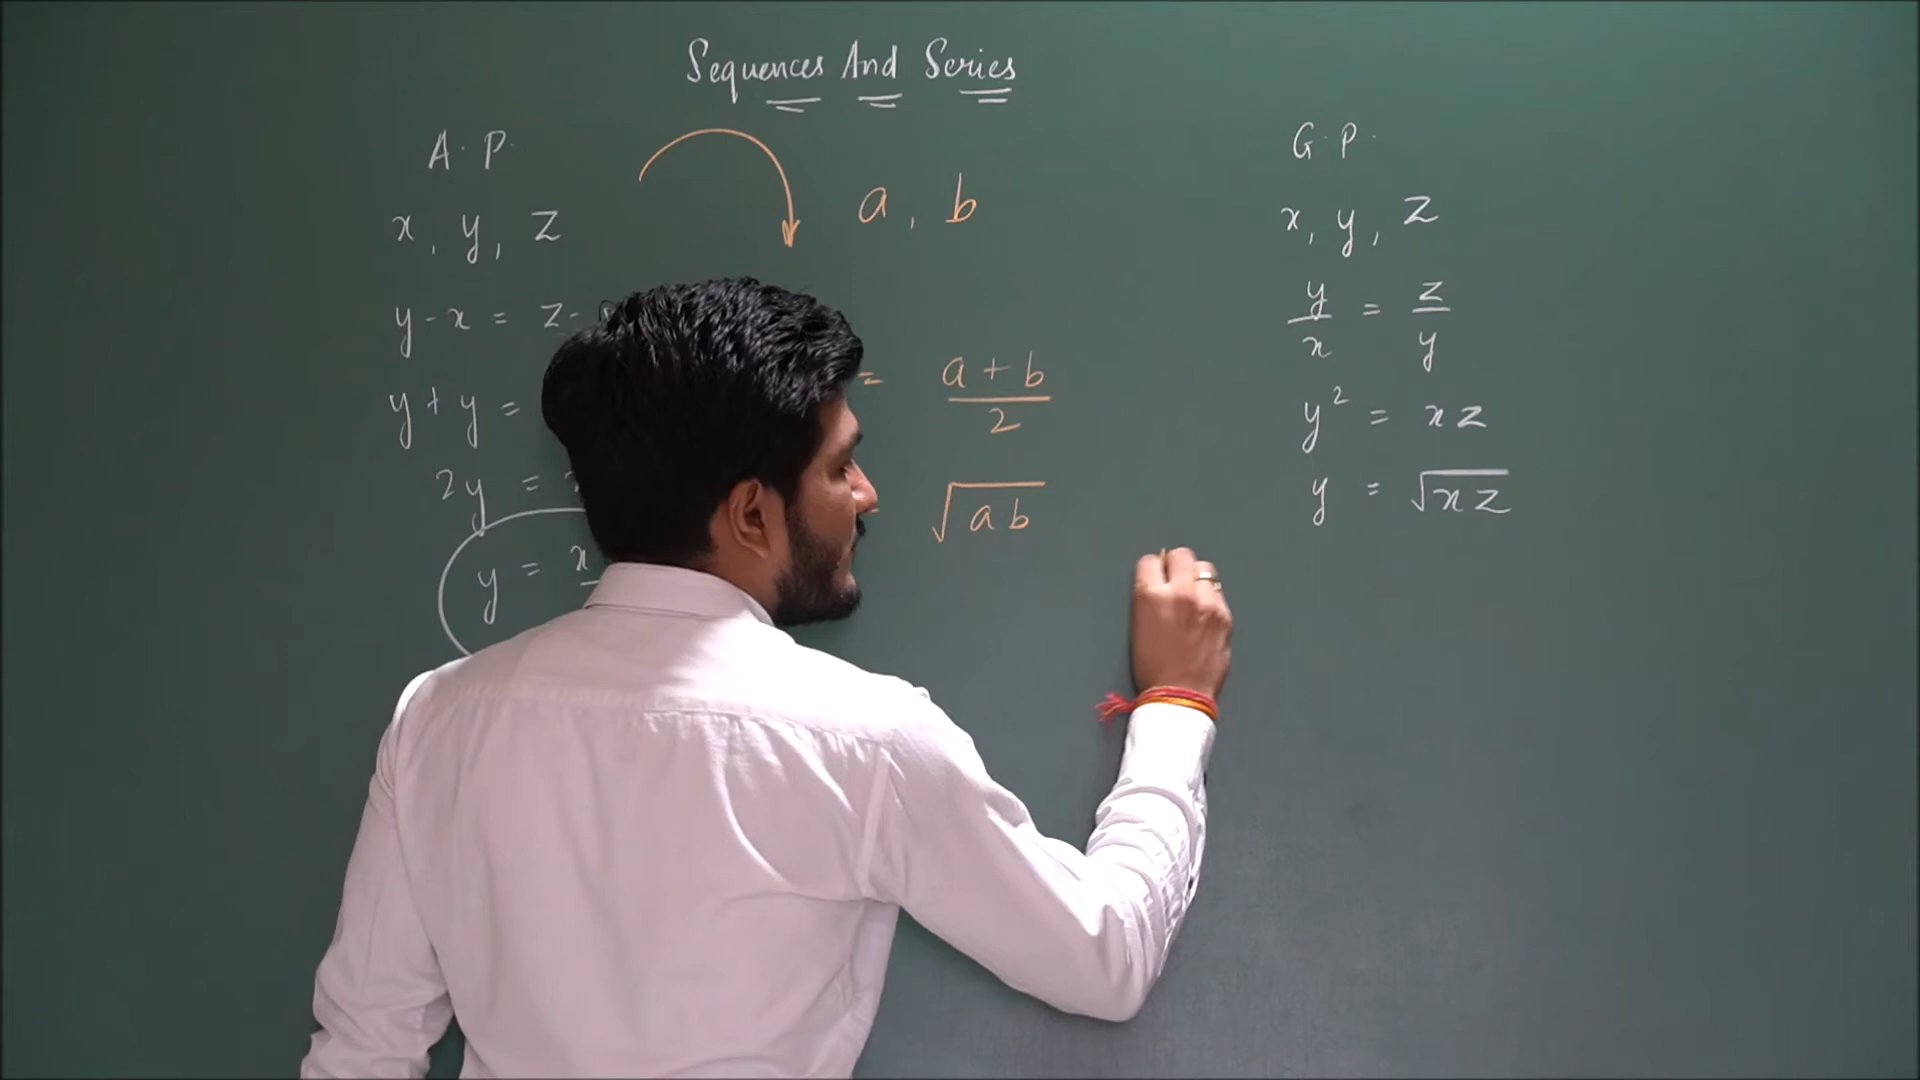 Sequences And Series
A. P.
x, y, z
y - x = z -
y + y =
2y =
y = x
a, b
= a + b / 2
= √ab
G. P.
x, y, z
y / x = z / y
y² = xz
y = √xz